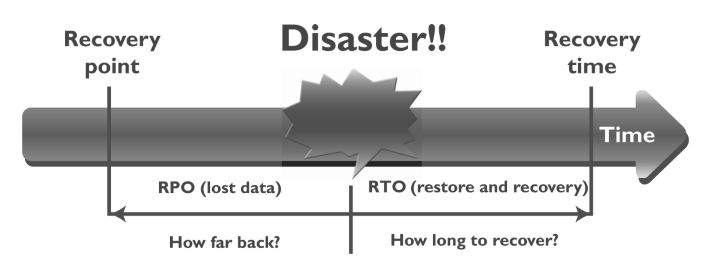 Recovery
point
Disaster!!
Recovery
time
Time
RPO (lost data)
RTO (restore and recovery)
How far back?
How long to recover?